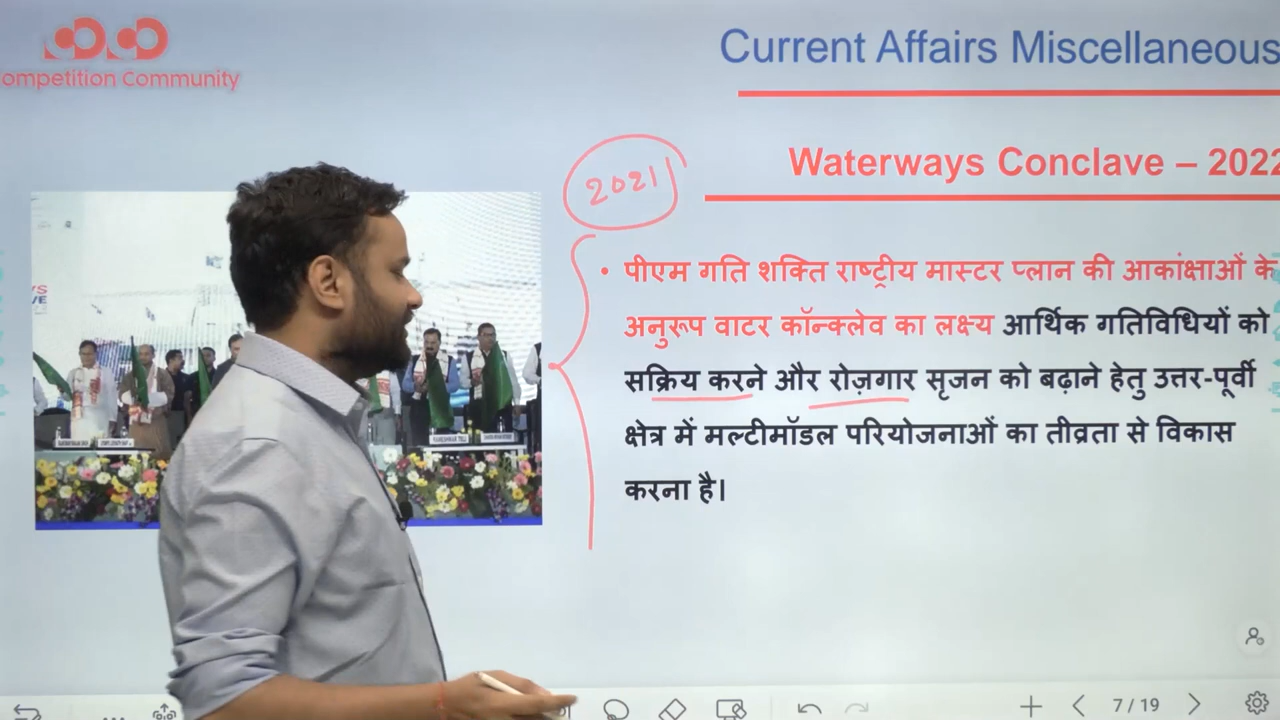 ompetition Community
Current Affairs Miscellaneous
Waterways Conclave – 2022
2021
• पीएम गति शक्ति राष्ट्रीय मास्टर प्लान की आकांक्षाओं के
अनुरूप वाटर कॉन्क्लेव का लक्ष्य आर्थिक गतिविधियों को
सक्रिय करने और रोज़गार सृजन को बढ़ाने हेतु उत्तर-पूर्वी
क्षेत्र में मल्टीमॉडल परियोजनाओं का तीव्रता से विकास
करना है।
7 / 19